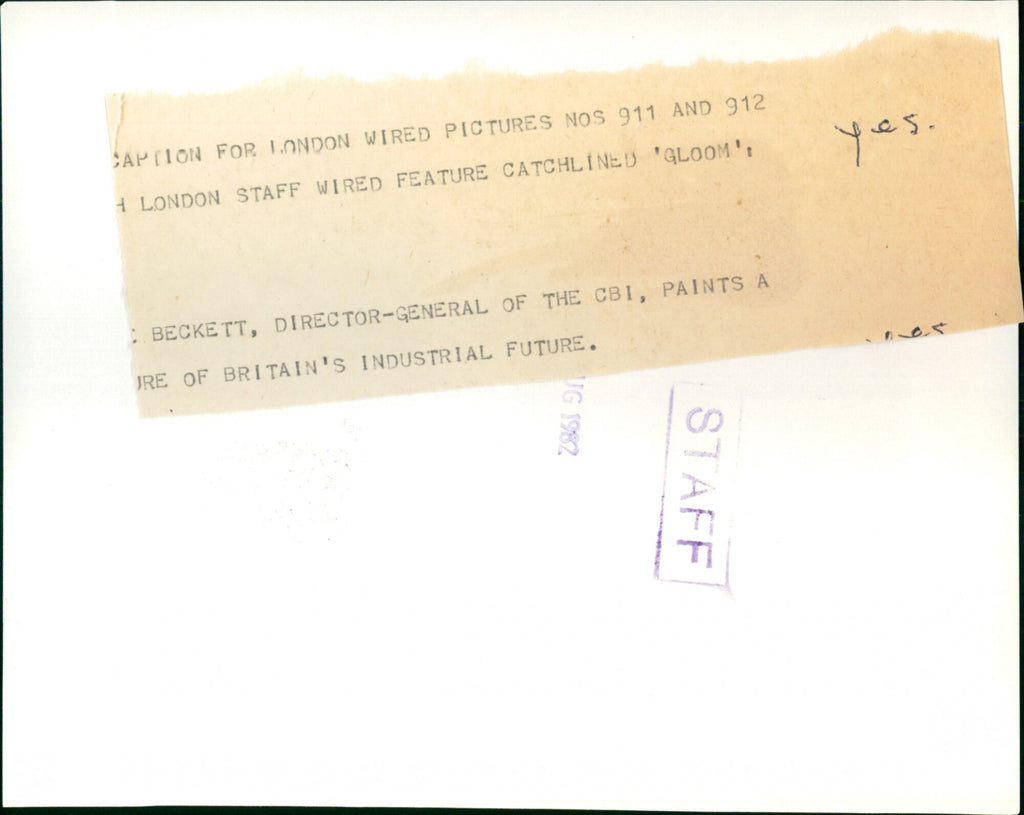 CAPTION FOR LONDON WIRED PICTURES NOS 911 AND 912
yes.
H LONDON STAFF WIRED FEATURE CATCHLINED 'GLOOM':
BECKETT, DIRECTOR-GENERAL OF THE CBI, PAINTS A
URE OF BRITAIN'S INDUSTRIAL FUTURE.
UG 1982
STAFF